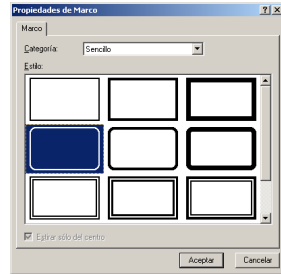 Propiedades de Marco
Marco
Categoría: Sencillo
Estilo:
Estirar sólo del centro
Aceptar Cancelar